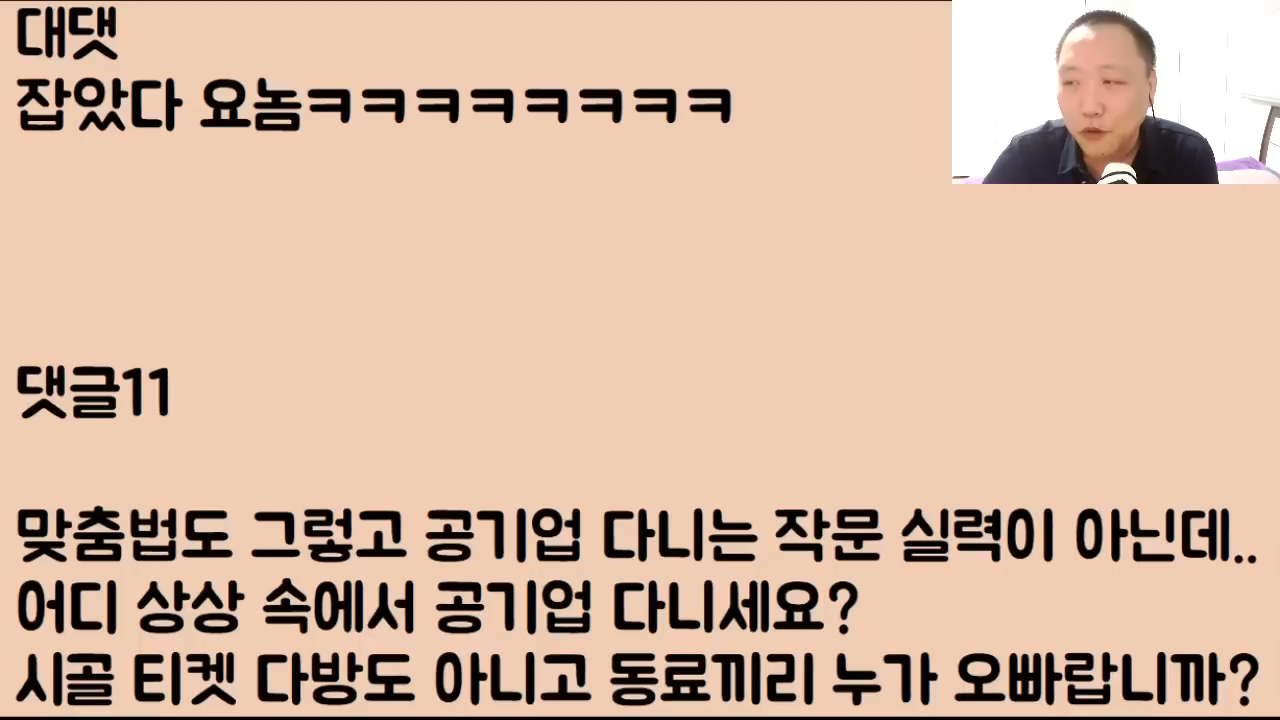 대댓
잡았다 요놈ㅋㅋㅋㅋㅋㅋㅋㅋ
댓글11
맞춤법도 그렇고 공기업 다니는 작문 실력이 아닌데..
어디 상상 속에서 공기업 다니세요?
시골 티켓 다방도 아니고 동료끼리 누가 오빠랍니까?